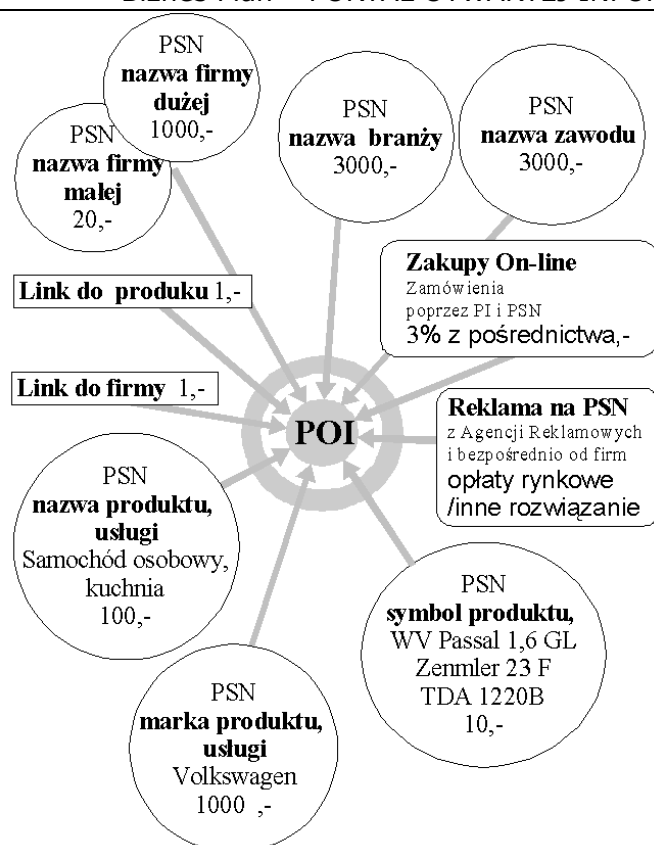 PSN
nazwa firmy
dużej
1000,-
PSN
nazwa firmy
małej
20,-
PSN
nazwa branży
3000,-
PSN
nazwa zawodu
3000,-
Zakupy On-line
Zamówienia
poprzez PI i PSN
3% z pośrednictwa,-
Link do produku 1,-
Link do firmy 1,-
POI
Reklama na PSN
z Agencji Reklamowych
i bezpośrednio od firm
opłaty rynkowe
/inne rozwiązanie
PSN
nazwa produktu,
usługi
Samochód osobowy,
kuchnia
100,-
PSN
symbol produktu,
WV Passal 1,6 GL
Zenmler 23 F
TDA 1220B
10,-
PSN
marka produktu,
usługi
Volkswagen
1000 ,-